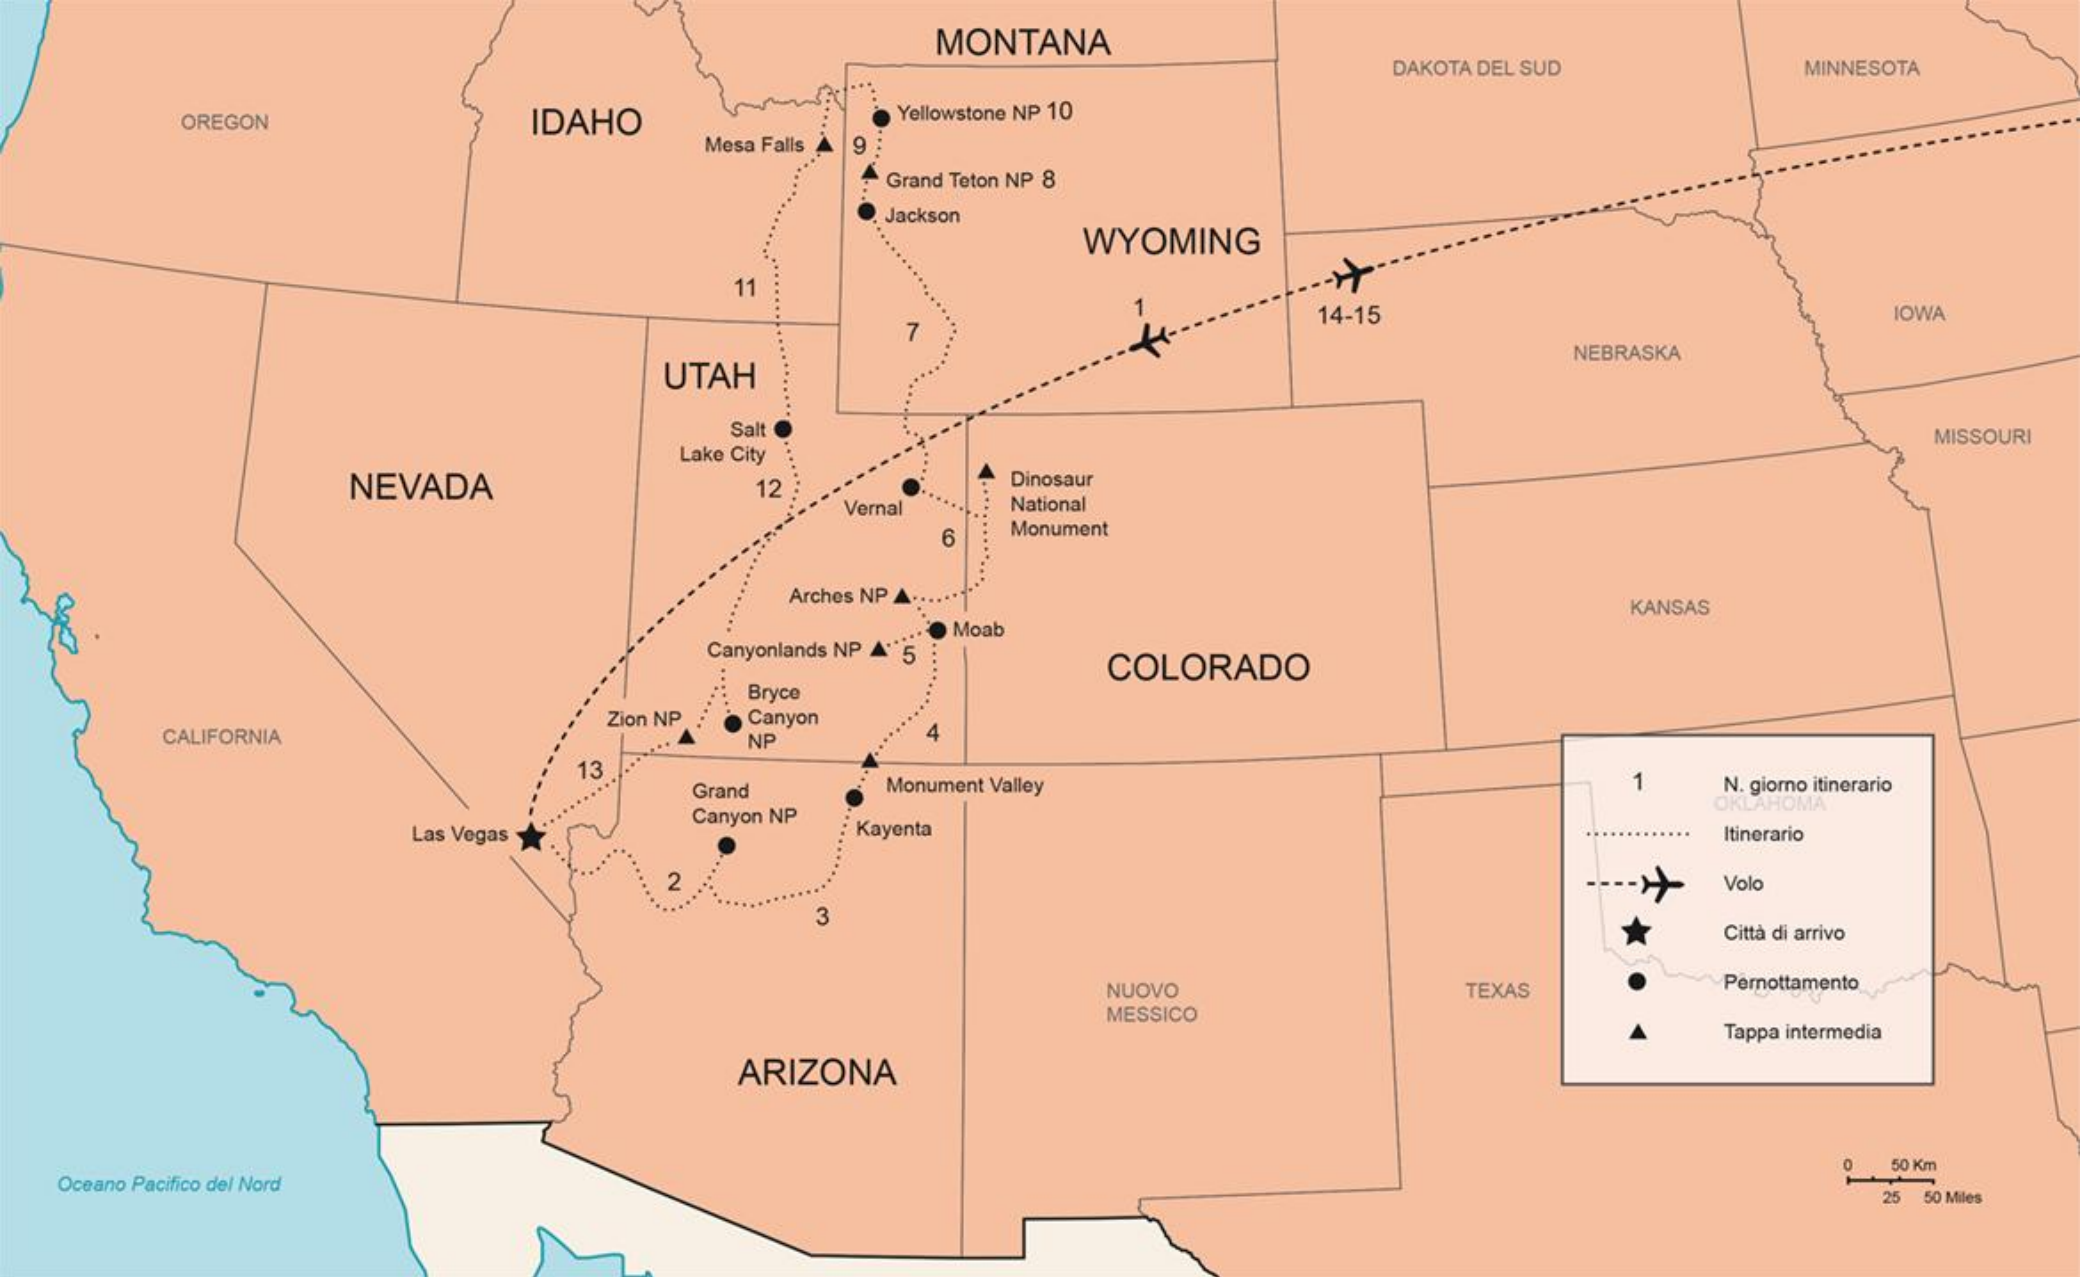 MONTANA
DAKOTA DEL SUD
MINNESOTA
OREGON
IDAHO
Yellowstone NP 10
Mesa Falls
9
Grand Teton NP 8
Jackson
WYOMING
11
1
14-15
IOWA
7
NEBRASKA
UTAH
Salt
Lake City
MISSOURI
NEVADA
12
Dinosaur
National
Monument
Vernal
6
Arches NP
KANSAS
Moab
Canyonlands NP
5
COLORADO
Bryce
Canyon
NP
Zion NP
CALIFORNIA
4
13
Monument Valley
Grand
Canyon NP
Kayenta
Las Vegas
2
3
1
N. giorno itinerario
OKLAHOMA
Itinerario
Volo
Città di arrivo
Pernottamento
Tappa intermedia
NUOVO
MESSICO
TEXAS
ARIZONA
Oceano Pacifico del Nord
0 50 Km
25 50 Miles